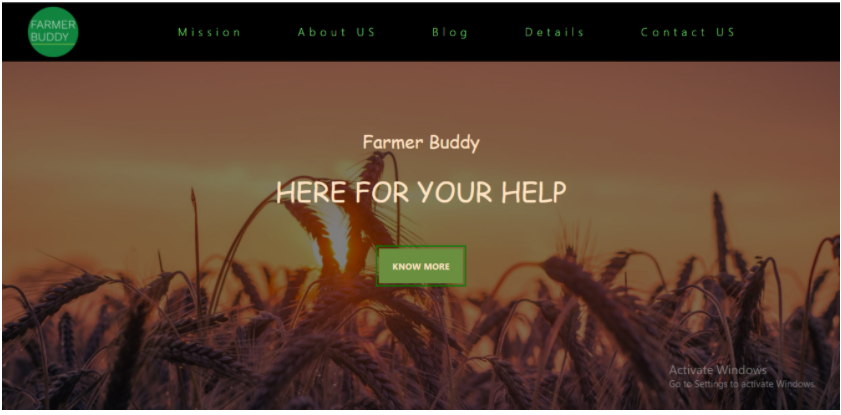 FARMER
BUDDY
Mission About US Blog Details Contact US
Farmer Buddy
HERE FOR YOUR HELP
KNOW MORE
Activate Windows
Go to Settings to activate Windows.